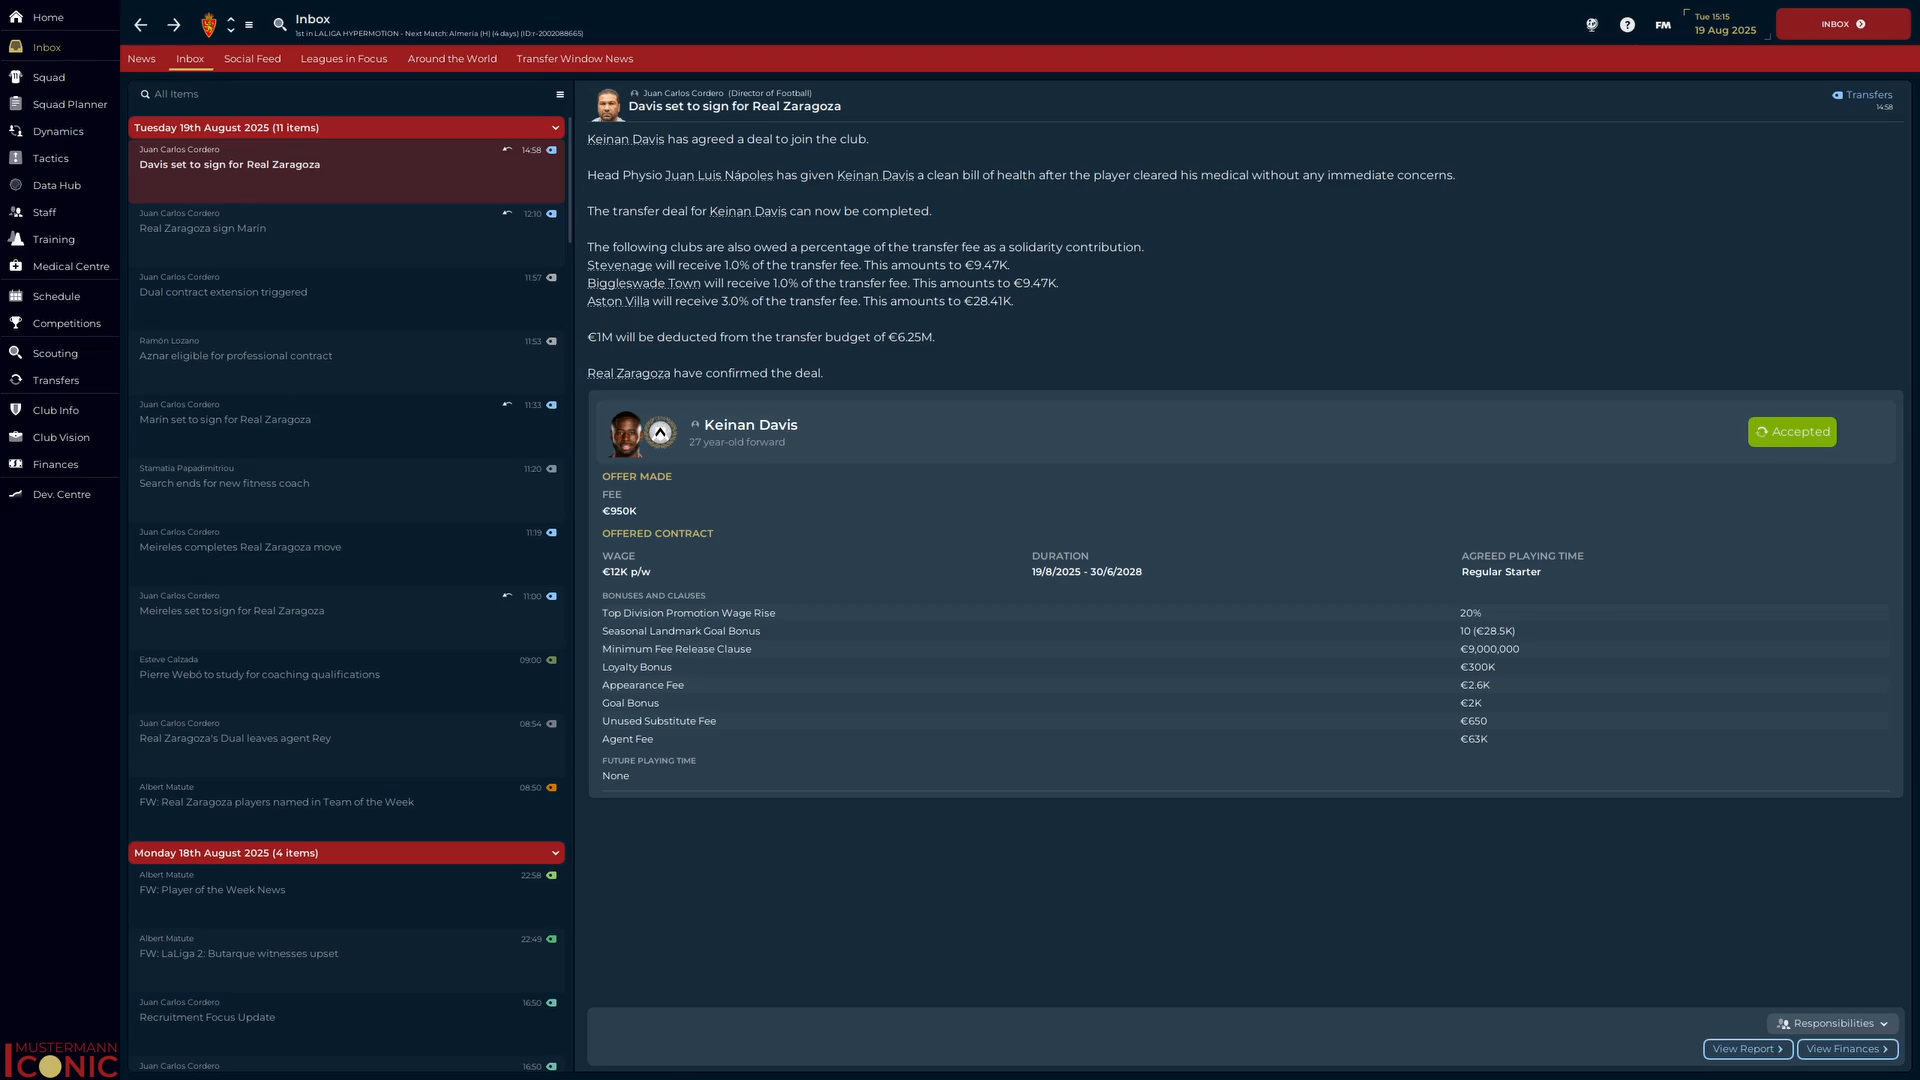 Home
Inbox
Squad
Squad Planner
Dynamics
Tactics
Data Hub
Staff
Training
Medical Centre
Schedule
Competitions
Scouting
Transfers
Club Info
Club Vision
Finances
Dev. Centre
MUSTERMANN
ICONIC
Inbox
1st in LALIGA HYPERMOTION - Next Match: Almería (H) (4 days) (ID:r-2002088665)
FM
Tue 15:15
19 Aug 2025
INBOX
News
Inbox
Social Feed
Leagues in Focus
Around the World
Transfer Window News
All Items
Tuesday 19th August 2025 (11 items)
Juan Carlos Cordero 14:58
Davis set to sign for Real Zaragoza
Juan Carlos Cordero 12:10
Real Zaragoza sign Marín
Juan Carlos Cordero 11:57
Dual contract extension triggered
Ramón Lozano 11:53
Aznar eligible for professional contract
Juan Carlos Cordero 11:33
Marín set to sign for Real Zaragoza
Stamatia Papadimitriou 11:20
Search ends for new fitness coach
Juan Carlos Cordero 11:19
Meireles completes Real Zaragoza move
Juan Carlos Cordero 11:00
Meireles set to sign for Real Zaragoza
Esteve Calzada 09:00
Pierre Webó to study for coaching qualifications
Juan Carlos Cordero 08:54
Real Zaragoza's Dual leaves agent Rey
Albert Matute 08:50
FW: Real Zaragoza players named in Team of the Week
Monday 18th August 2025 (4 items)
Albert Matute 22:58
FW: Player of the Week News
Albert Matute 22:49
FW: LaLiga 2: Butarque witnesses upset
Juan Carlos Cordero 16:50
Recruitment Focus Update
Juan Carlos Cordero 16:50
Juan Carlos Cordero (Director of Football)
Davis set to sign for Real Zaragoza
Transfers
14:58
Keinan Davis has agreed a deal to join the club.
Head Physio Juan Luis Nápoles has given Keinan Davis a clean bill of health after the player cleared his medical without any immediate concerns.
The transfer deal for Keinan Davis can now be completed.
The following clubs are also owed a percentage of the transfer fee as a solidarity contribution.
Stevenage will receive 1.0% of the transfer fee. This amounts to €9.47K.
Biggleswade Town will receive 1.0% of the transfer fee. This amounts to €9.47K.
Aston Villa will receive 3.0% of the transfer fee. This amounts to €28.41K.
€1M will be deducted from the transfer budget of €6.25M.
Real Zaragoza have confirmed the deal.
Keinan Davis
27 year-old forward
Accepted
OFFER MADE
FEE
€950K
OFFERED CONTRACT
WAGE DURATION AGREED PLAYING TIME
€12K p/w 19/8/2025 - 30/6/2028 Regular Starter
BONUSES AND CLAUSES
Top Division Promotion Wage Rise 20%
Seasonal Landmark Goal Bonus 10 (€28.5K)
Minimum Fee Release Clause €9,000,000
Loyalty Bonus €300K
Appearance Fee €2.6K
Goal Bonus €2K
Unused Substitute Fee €650
Agent Fee €63K
FUTURE PLAYING TIME
None
Responsibilities
View Report
View Finances